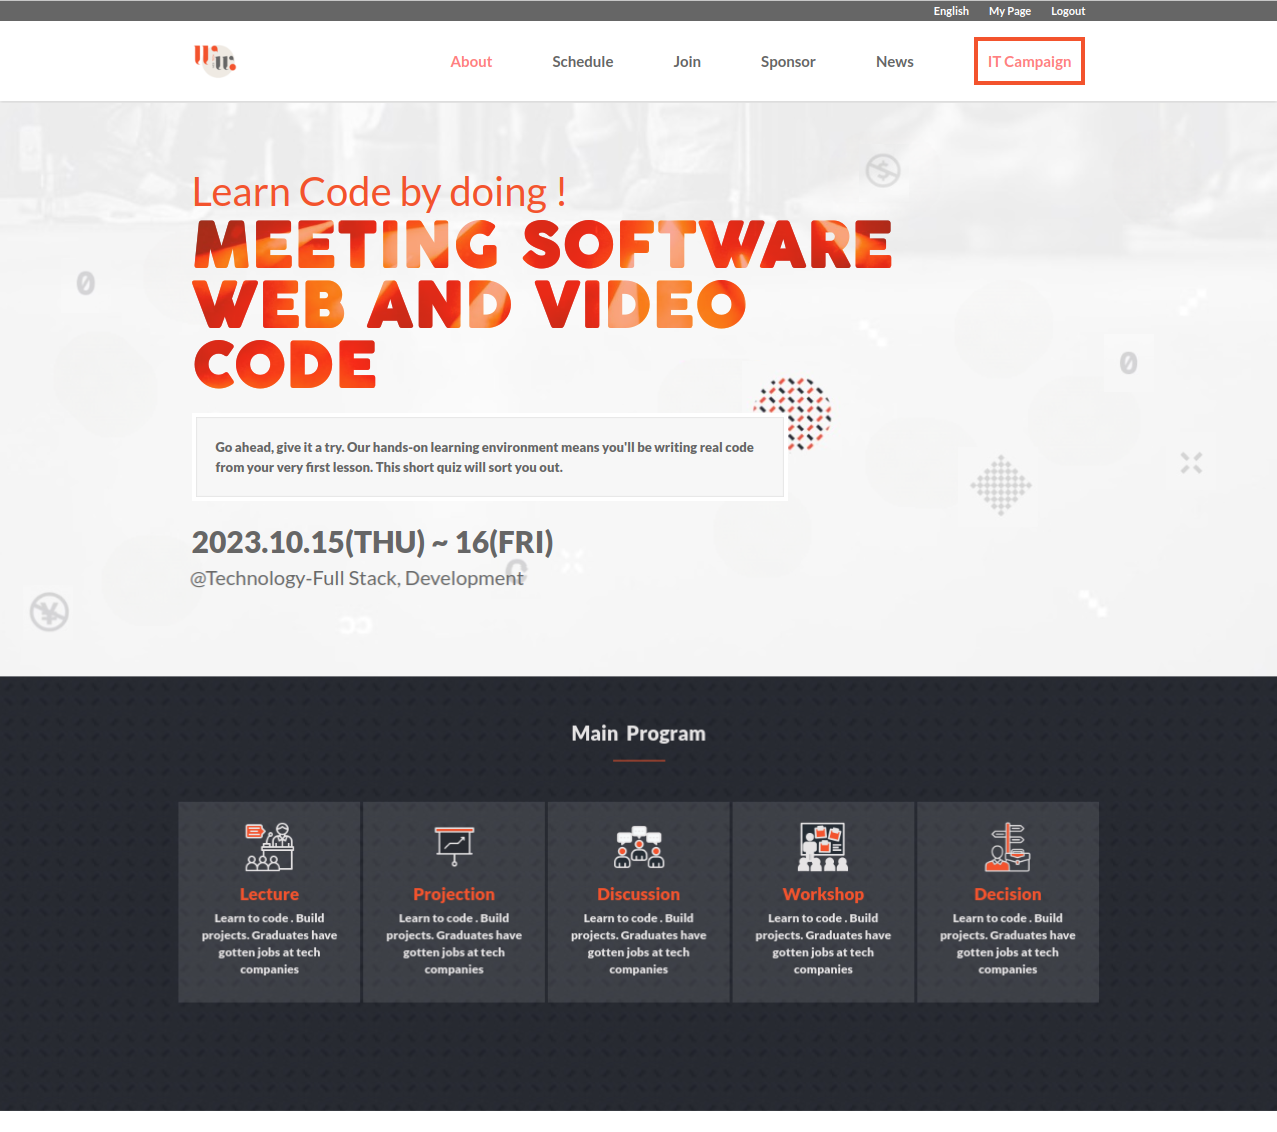 English My Page Logout
About Schedule Join Sponsor News IT Campaign
Learn Code by doing !
MEETING SOFTWARE
WEB AND VIDEO
CODE
Go ahead, give it a try. Our hands-on learning environment means you'll be writing real code
from your very first lesson. This short quiz will sort you out.
2023.10.15(THU) ~ 16(FRI)
@Technology-Full Stack, Development
Main Program
Lecture
Learn to code . Build
projects. Graduates have
gotten jobs at tech
companies
Projection
Learn to code . Build
projects. Graduates have
gotten jobs at tech
companies
Discussion
Learn to code . Build
projects. Graduates have
gotten jobs at tech
companies
Workshop
Learn to code . Build
projects. Graduates have
gotten jobs at tech
companies
Decision
Learn to code . Build
projects. Graduates have
gotten jobs at tech
companies